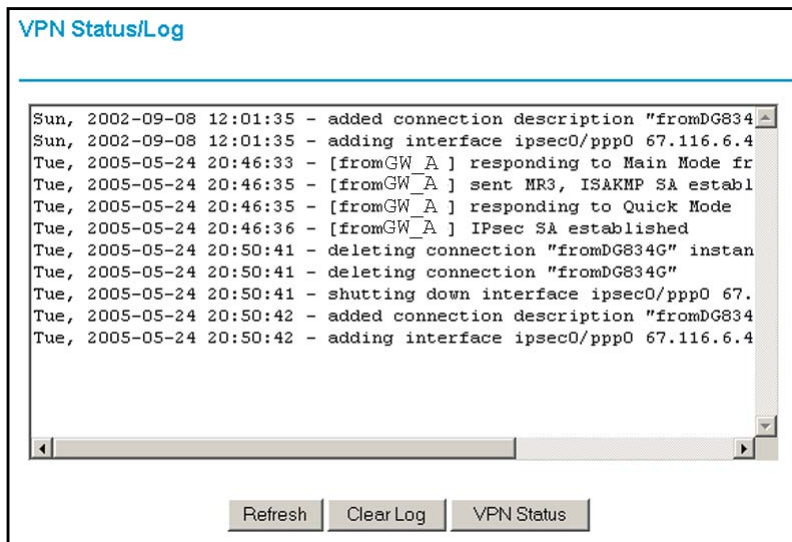 VPN Status/Log
Sun, 2002-09-08 12:01:35 - added connection description "fromDG834
Sun, 2002-09-08 12:01:35 - adding interface ipsec0/ppp0 67.116.6.4
Tue, 2005-05-24 20:46:33 - [fromGW_A ] responding to Main Mode fr
Tue, 2005-05-24 20:46:35 - [fromGW_A ] sent MR3, ISAKMP SA establ
Tue, 2005-05-24 20:46:35 - [fromGW_A ] responding to Quick Mode
Tue, 2005-05-24 20:46:36 - [fromGW_A ] IPsec SA established
Tue, 2005-05-24 20:50:41 - deleting connection "fromDG834G" instan
Tue, 2005-05-24 20:50:41 - deleting connection "fromDG834G"
Tue, 2005-05-24 20:50:41 - shutting down interface ipsec0/ppp0 67.
Tue, 2005-05-24 20:50:42 - added connection description "fromDG834
Tue, 2005-05-24 20:50:42 - adding interface ipsec0/ppp0 67.116.6.4
Refresh Clear Log VPN Status